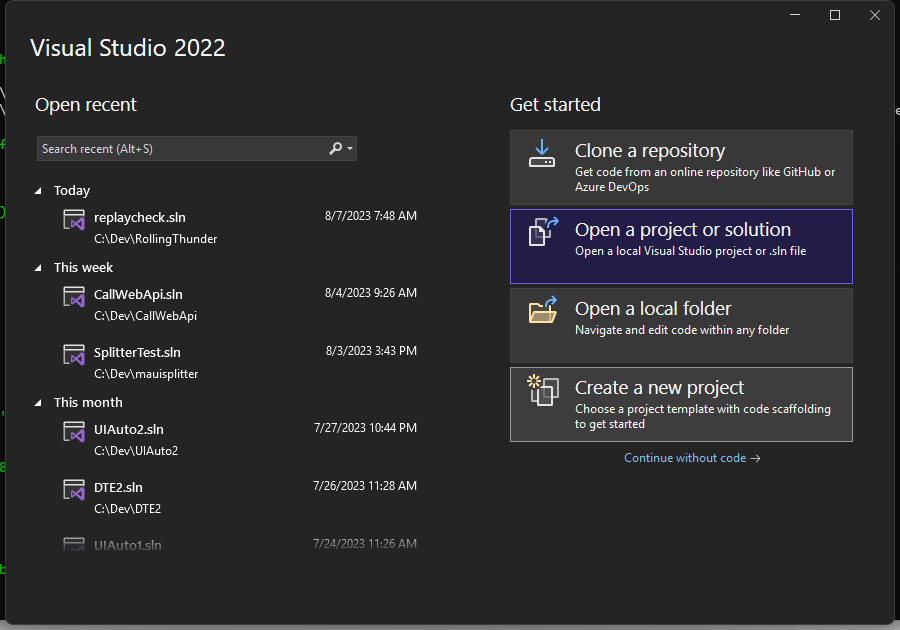 Visual Studio 2022
Open recent
Search recent (Alt+S)
Today
replaycheck.sln 8/7/2023 7:48 AM
C:\Dev\RollingThunder
This week
CallWebApi.sln 8/4/2023 9:26 AM
C:\Dev\CallWebApi
SplitterTest.sln 8/3/2023 3:43 PM
C:\Dev\mauisplitter
This month
UIAuto2.sln 7/27/2023 10:44 PM
C:\Dev\UIAuto2
DTE2.sln 7/26/2023 11:28 AM
C:\Dev\DTE2
UIAuto1.sln 7/24/2023 11:26 AM
Get started
Clone a repository
Get code from an online repository like GitHub or
Azure DevOps
Open a project or solution
Open a local Visual Studio project or .sln file
Open a local folder
Navigate and edit code within any folder
Create a new project
Choose a project template with code scaffolding
to get started
Continue without code →